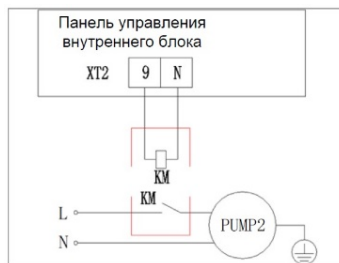 Панель управления
внутреннего блока
XT2 9 N
KM
KM
L
PUMP2
N